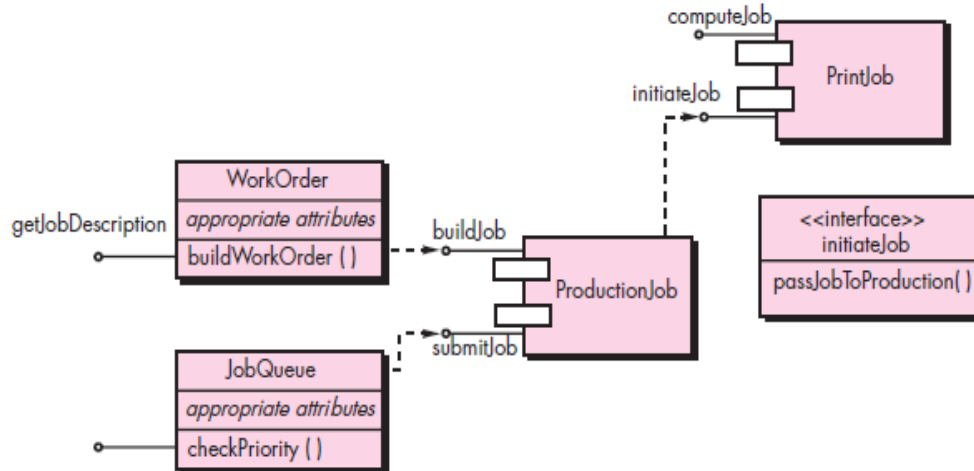 computeJob
PrintJob
initiateJob
WorkOrder
appropriate attributes
buildWorkOrder ( )
getJobDescription
buildJob
<<interface>>
initiateJob
passJobToProduction( )
ProductionJob
submitJob
JobQueue
appropriate attributes
checkPriority ( )